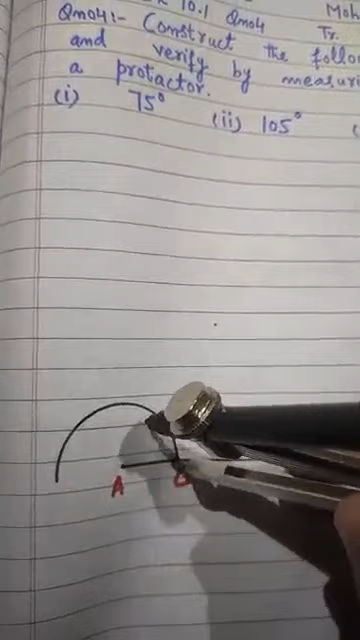 10.1 Qno4
Qno4:- Construct the follo
and verify by measuri
a protactor.
(i) 75° (ii) 105° (
A